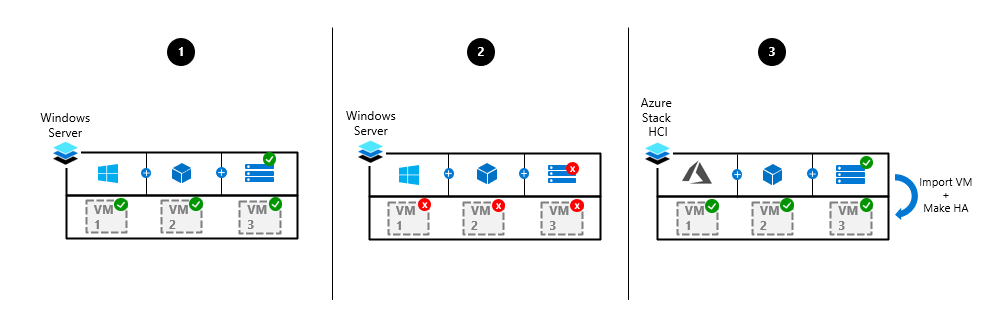 1
2
3
Windows
Server
VM
1
VM
2
VM
3
Windows
Server
x
VM
1
x
VM
2
x
VM
3
x
Azure
Stack
HCI
VM
1
VM
2
VM
3
Import VM
+
Make HA